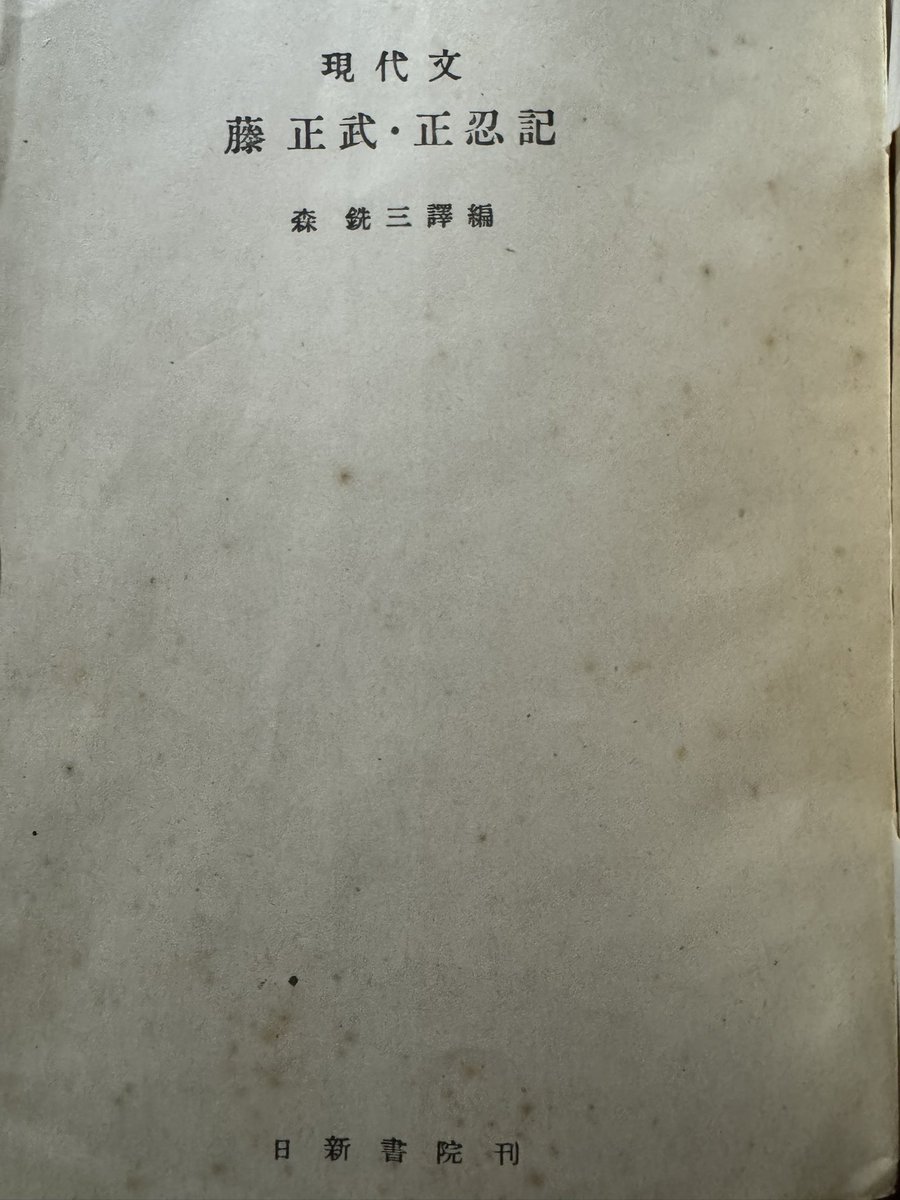 現代文
藤 正武・正忍記
森 銑三譯編
日新書院刊